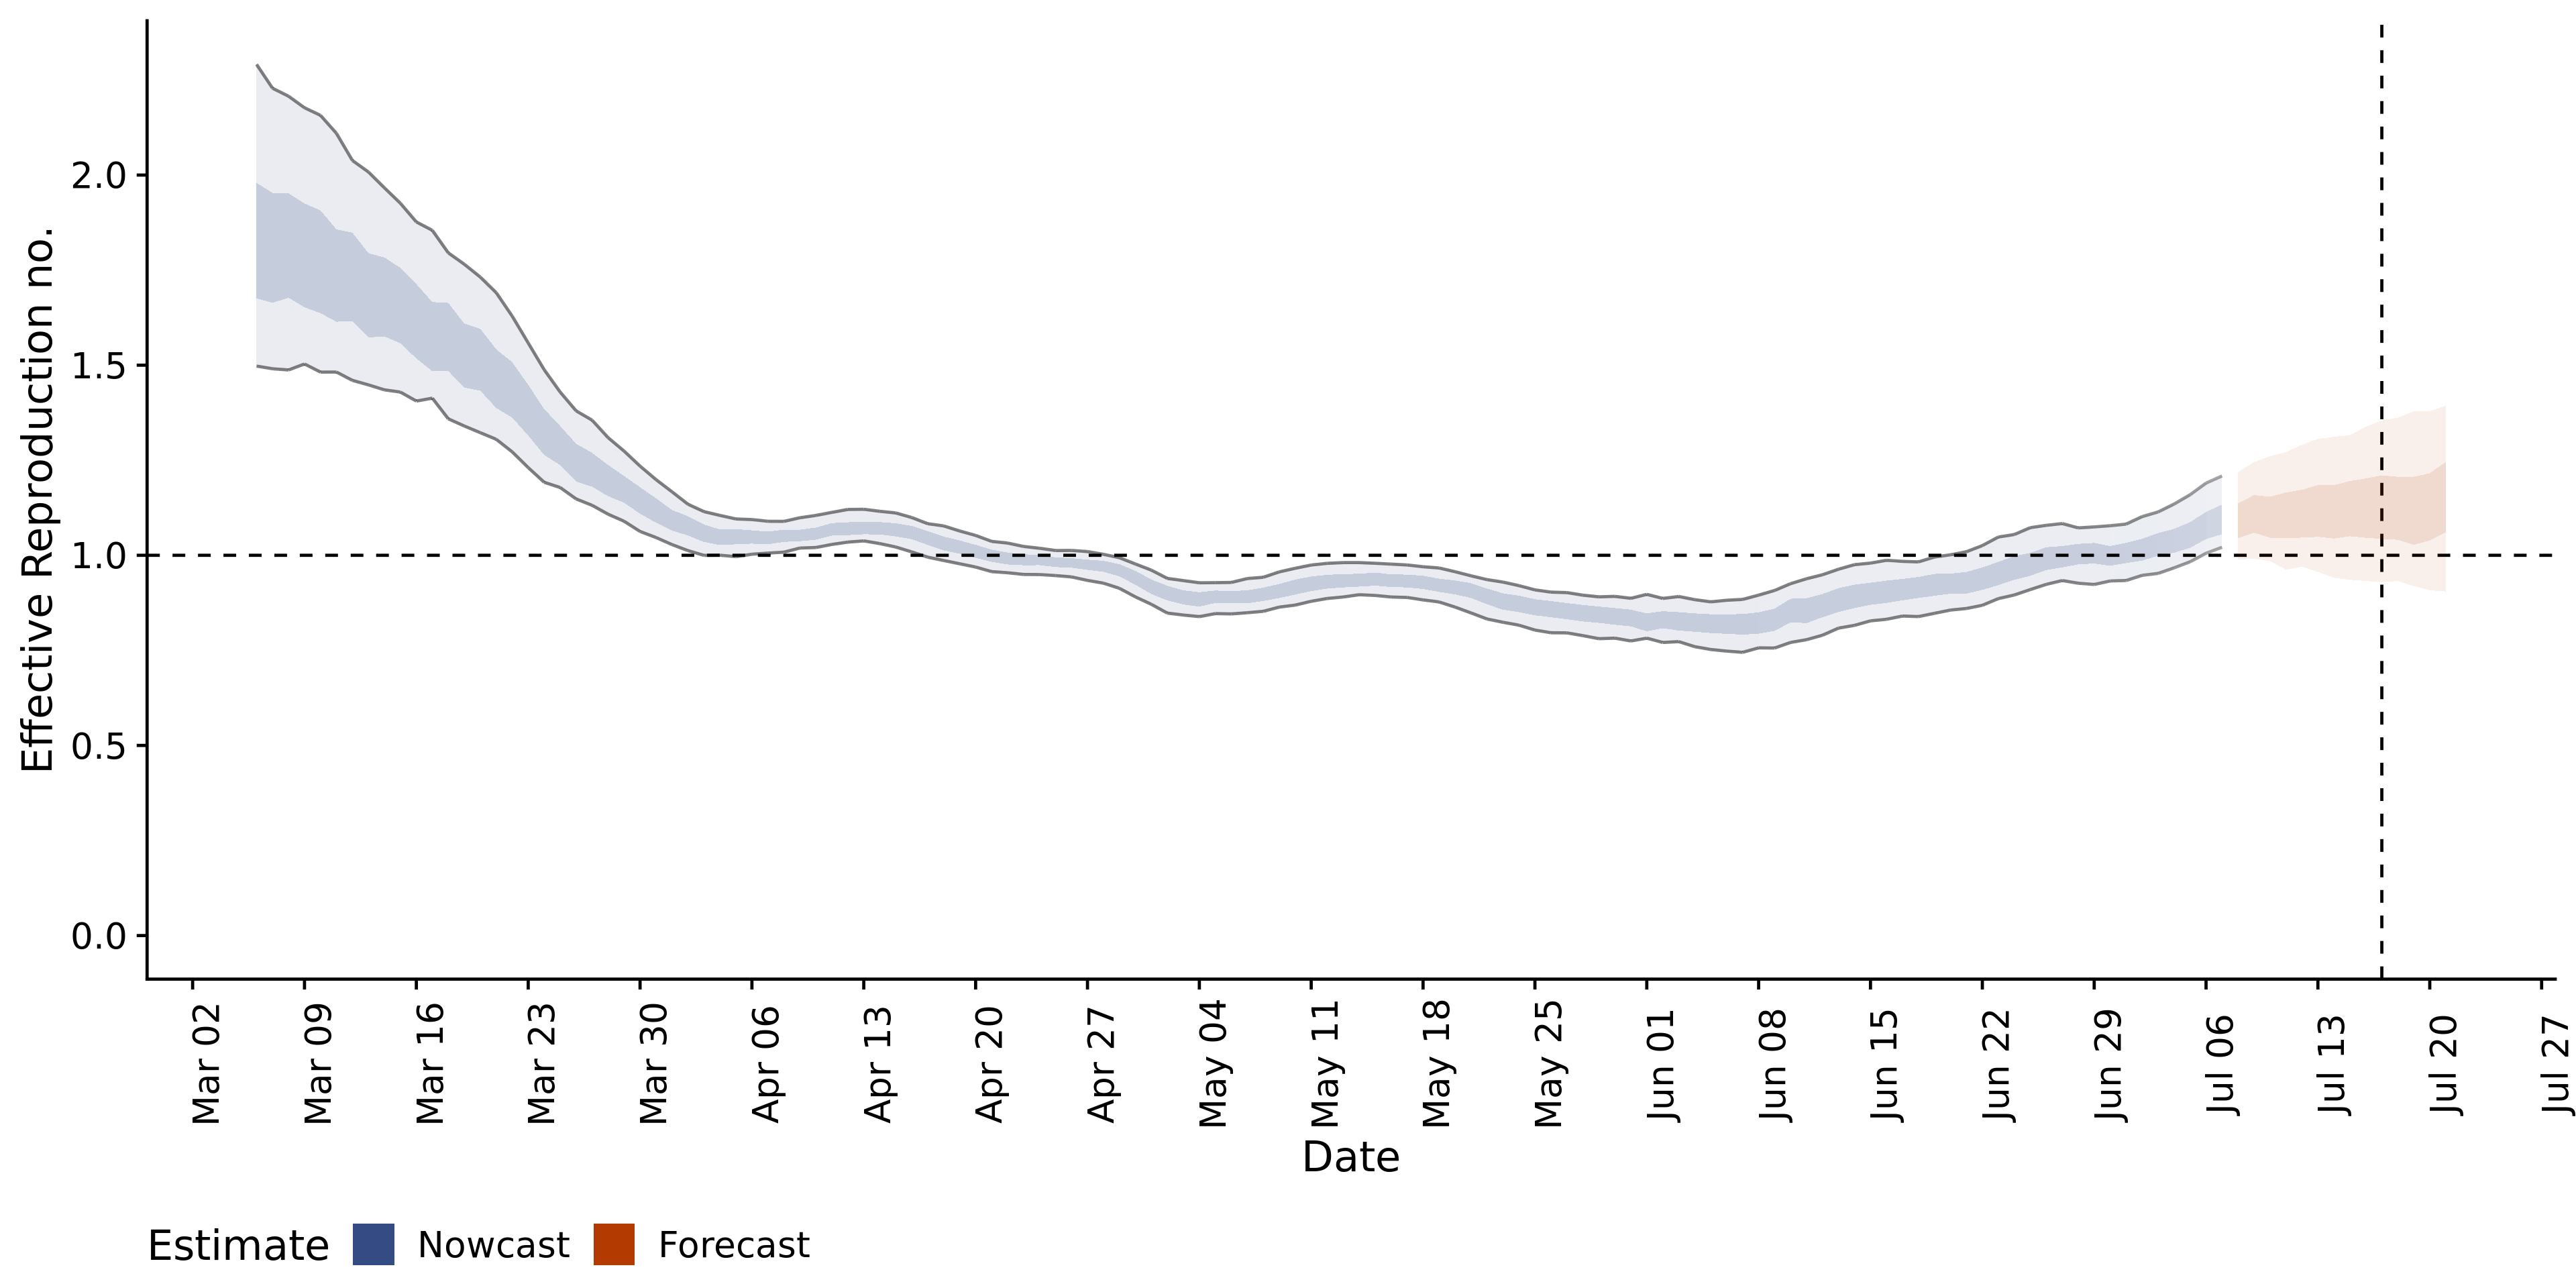 Effective Reproduction no.
2.0
1.5
1.0
0.5
0.0
Mar 02
Mar 09
Mar 16
Mar 23
Mar 30
Apr 06
Apr 13
Apr 20
Apr 27
May 04
May 11
May 18
May 25
Jun 01
Jun 08
Jun 15
Jun 22
Jun 29
Jul 06
Jul 13
Jul 20
Jul 27
Date
Estimate Nowcast Forecast